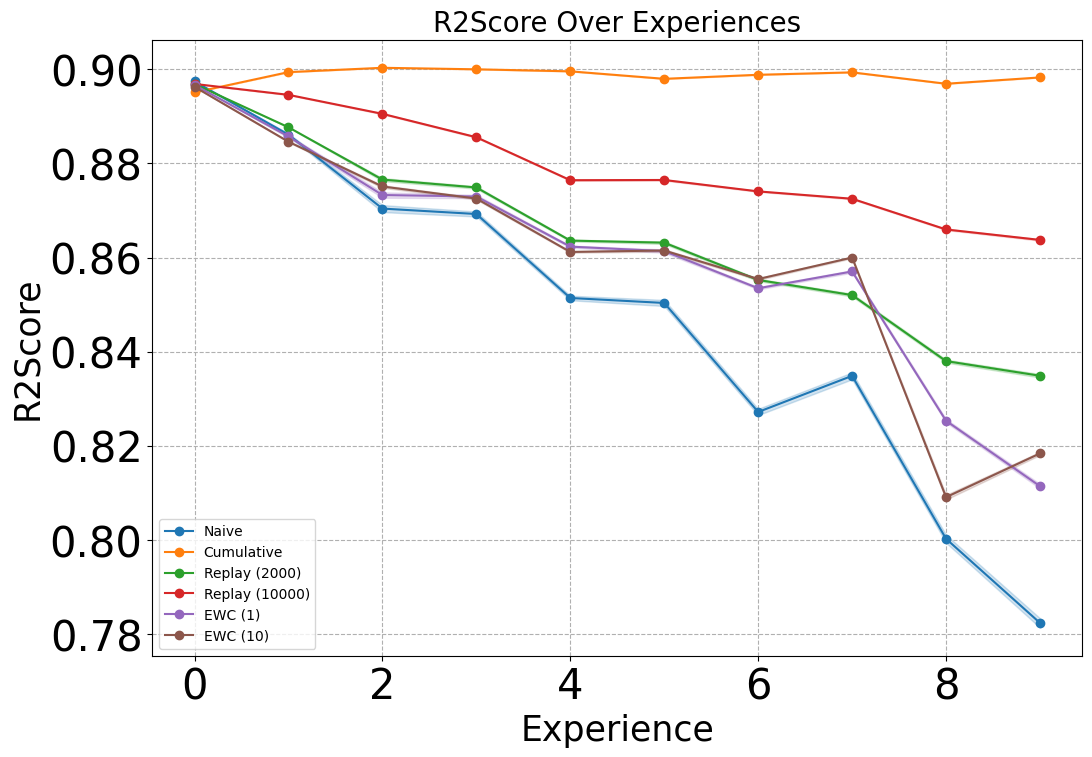 R2Score Over Experiences
0.90
0.88
0.86
0.84
0.82
0.80
0.78
R2Score
Naive
Cumulative
Replay (2000)
Replay (10000)
EWC (1)
EWC (10)
0 2 4 6 8
Experience